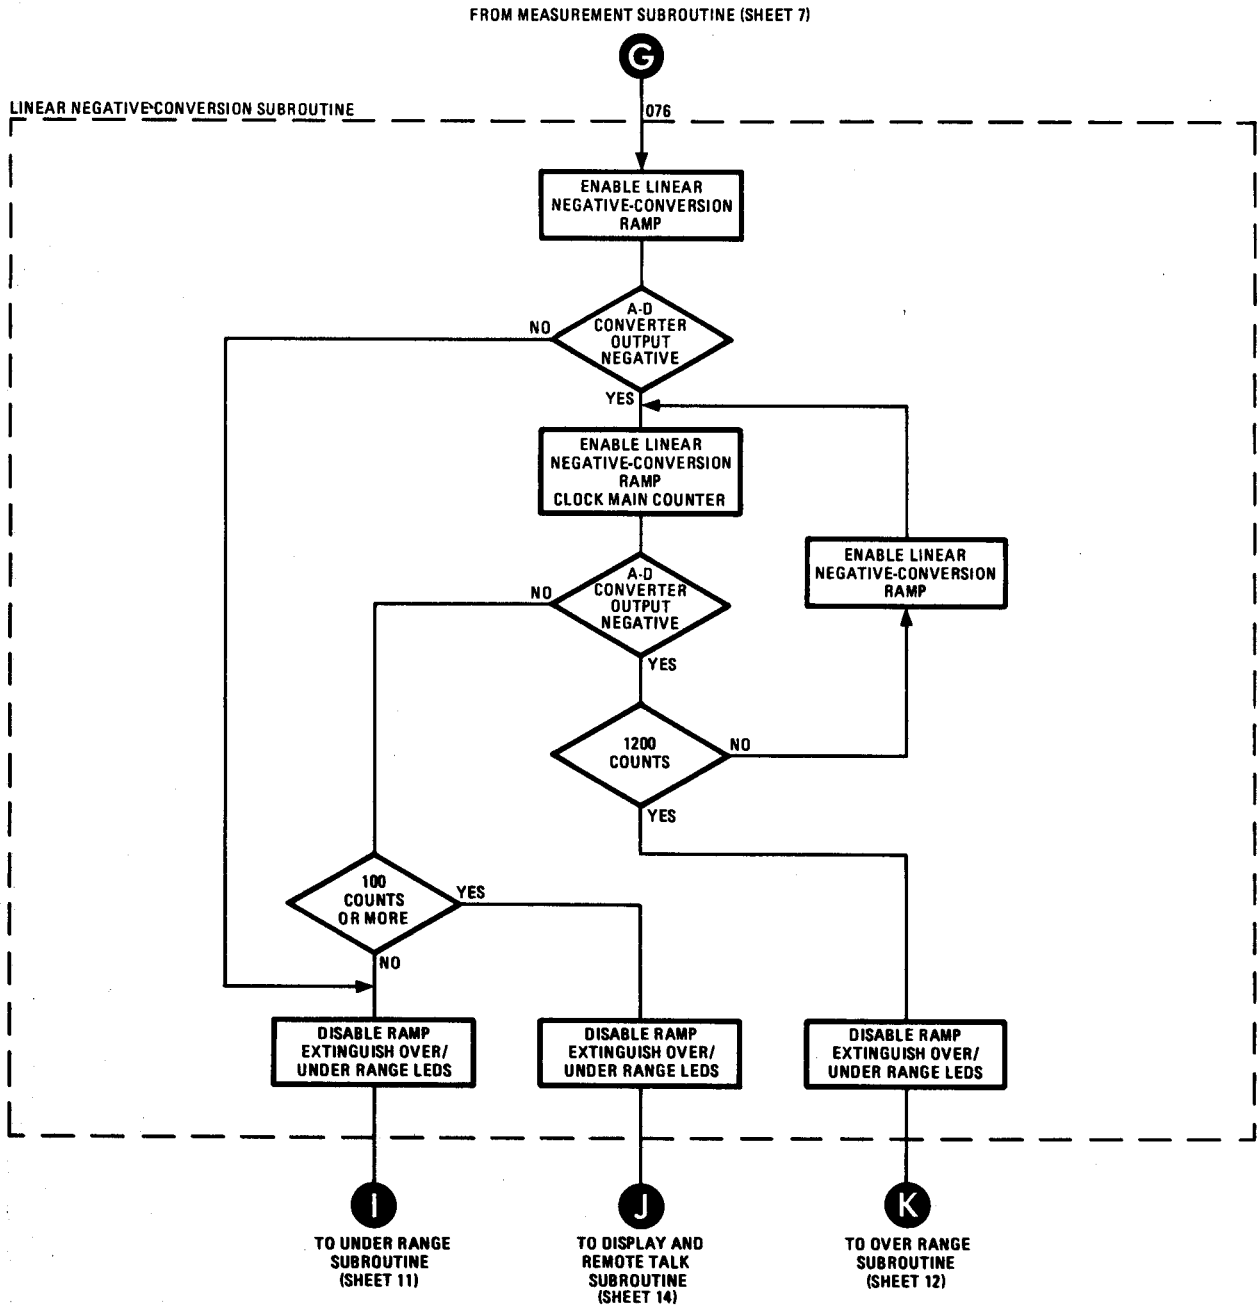 FROM MEASUREMENT SUBROUTINE (SHEET 7)
G
LINEAR NEGATIVE-CONVERSION SUBROUTINE
076
ENABLE LINEAR
NEGATIVE-CONVERSION
RAMP
A-D
CONVERTER
OUTPUT
NEGATIVE
NO
YES
ENABLE LINEAR
NEGATIVE-CONVERSION
RAMP
CLOCK MAIN COUNTER
ENABLE LINEAR
NEGATIVE-CONVERSION
RAMP
A-D
CONVERTER
OUTPUT
NEGATIVE
NO
YES
1200
COUNTS
NO
YES
100
COUNTS
OR MORE
YES
NO
DISABLE RAMP
EXTINGUISH OVER/
UNDER RANGE LEDS
DISABLE RAMP
EXTINGUISH OVER/
UNDER RANGE LEDS
DISABLE RAMP
EXTINGUISH OVER/
UNDER RANGE LEDS
I
J
K
TO UNDER RANGE
SUBROUTINE
(SHEET 11)
TO DISPLAY AND
REMOTE TALK
SUBROUTINE
(SHEET 14)
TO OVER RANGE
SUBROUTINE
(SHEET 12)